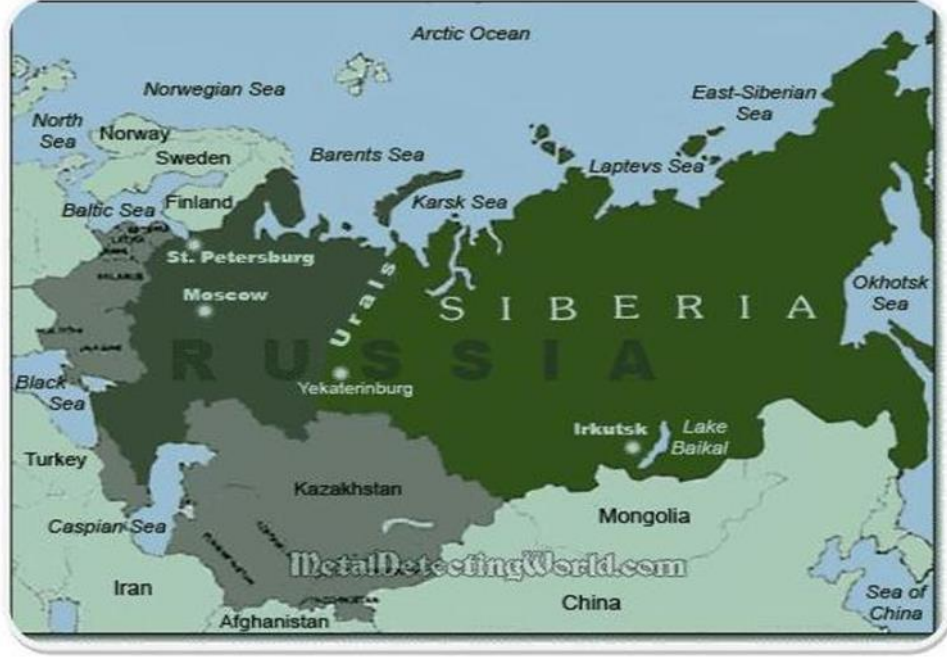 Arctic Ocean
Norwegian Sea
East-Siberian
Sea
North
Sea
Norway
Sweden
Barents Sea
Laptevs Sea
Baltic Sea
Finland
Karsk Sea
St. Petersburg
Moscow
Urals
SIBERIA
Okhotsk
Sea
RUSSIA
Yekaterinburg
Black
Sea
Irkutsk
Lake
Baikal
Turkey
Kazakhstan
Mongolia
Caspian Sea
MetalDetectingWorld.com
Iran
China
Sea of
China
Afghanistan